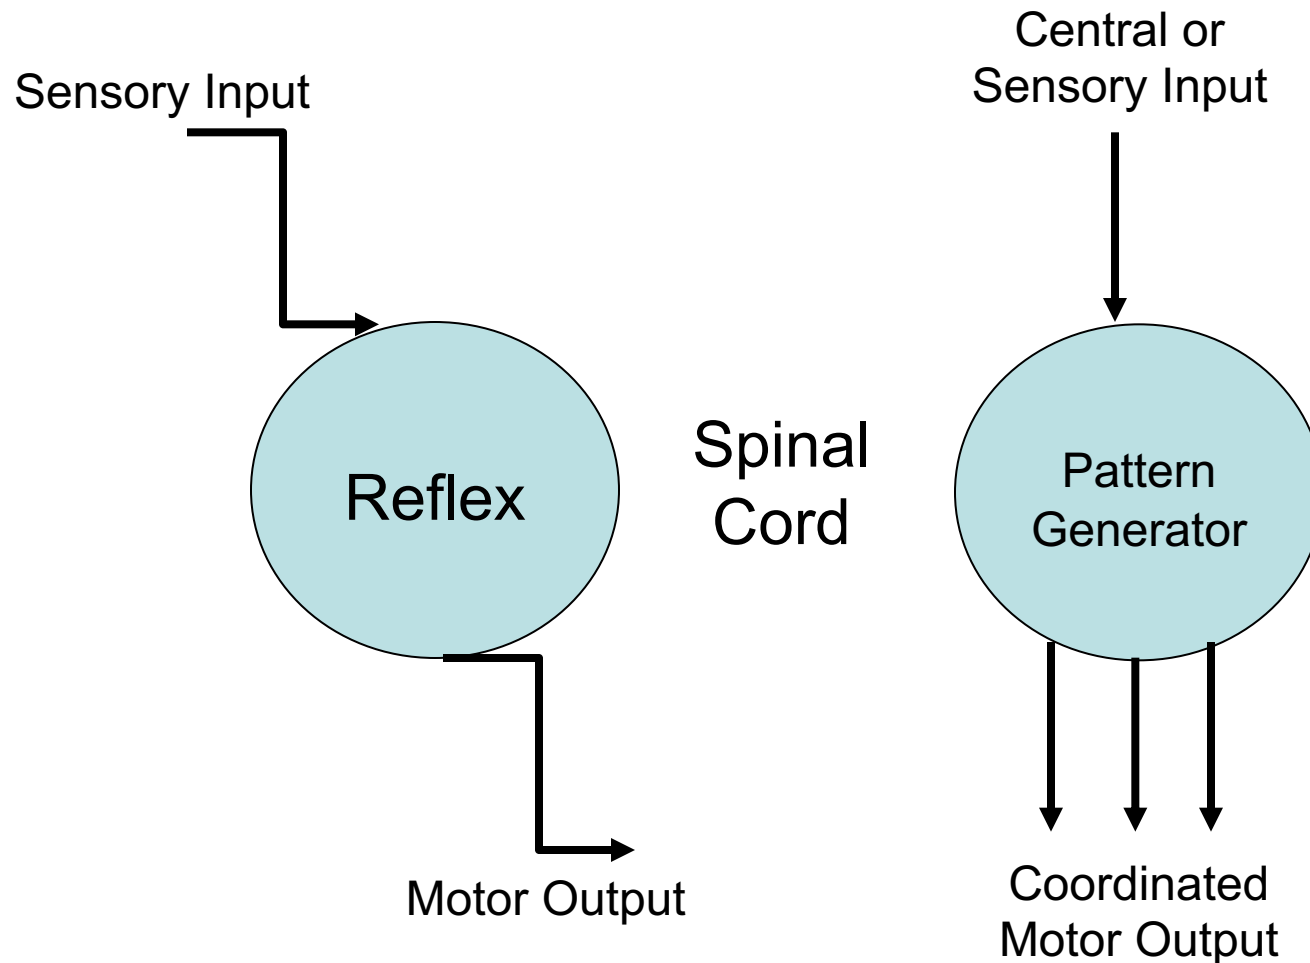 Sensory Input
Reflex
Motor Output
Spinal
Cord
Central or
Sensory Input
Pattern
Generator
Coordinated
Motor Output